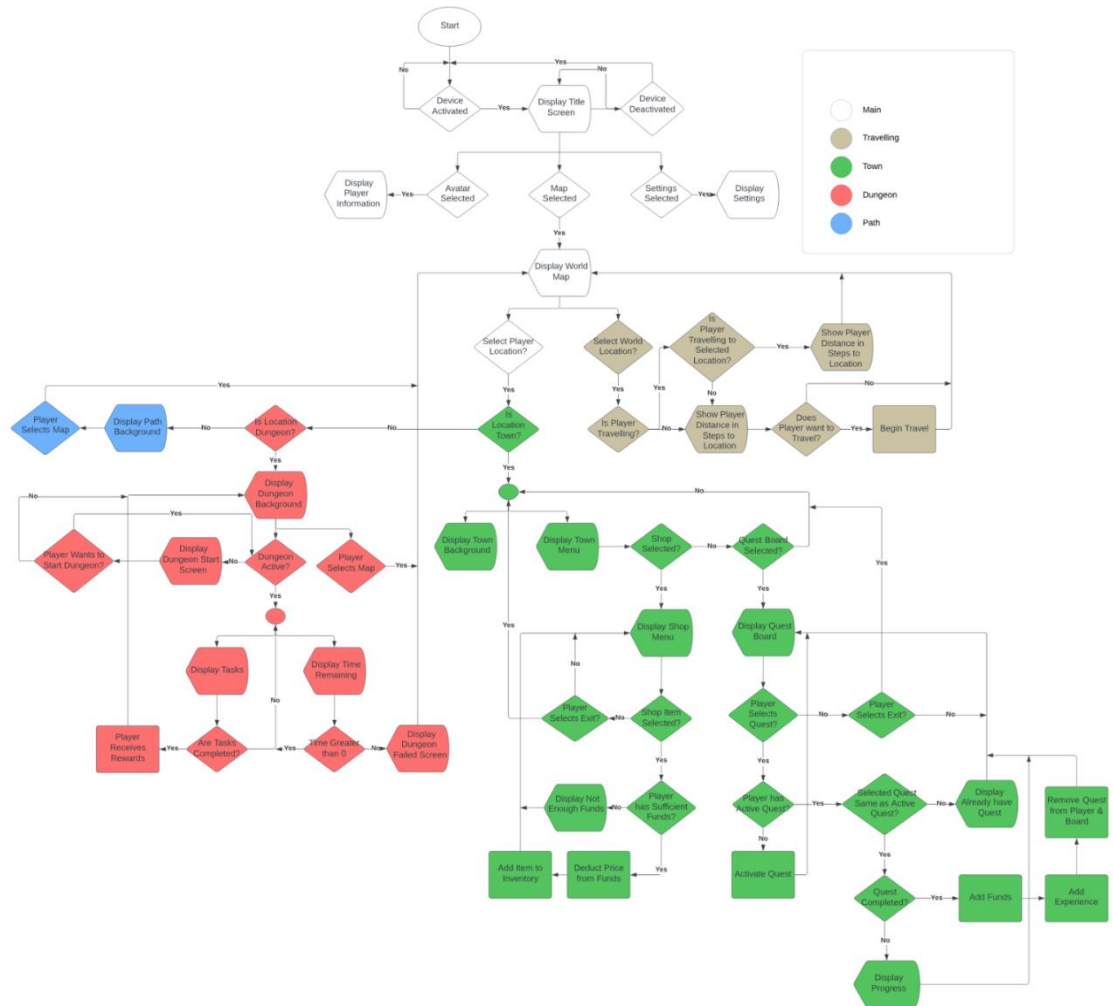 Start
Yes
No
No
Device
Activated
Yes
Display Title
Screen
Device
Deactivated
Main
Travelling
Town
Dungeon
Path
Display
Player
Information
Yes
Avatar
Selected
Map
Selected
Settings
Selected
Yes
Display
Settings
Yes
Display World
Map
Select Player
Location?
Select World
Location?
Is
Player
Travelling to
Selected
Location?
Yes
Show Player
Distance in
Steps to
Location
Yes
Yes
Yes
No
Yes
No
Player
Selects Map
Display Path
Background
No
Is Location
Dungeon?
No
Is
Location
Town?
Is Player
Travelling?
No
Show Player
Distance in
Steps to
Location
Does
Player want to
Travel?
Yes
Begin Travel
Yes
Yes
Display
Dungeon
Background
No
Yes
No
Player Wants to
Start Dungeon?
Display
Dungeon Start
Screen
No
Dungeon
Active?
Player
Selects Map
Yes
Display Town
Background
Display Town
Menu
Shop
Selected?
No
Quest Board
Selected?
Yes
Yes
Yes
Yes
Yes
Display Shop
Menu
Display Quest
Board
Display Tasks
Display Time
Remaining
No
No
Player
Selects Exit?
No
Shop Item
Selected?
Player
Selects
Quest?
No
Player
Selects Exit?
Player
Receives
Rewards
Yes
Are Tasks
Completed?
Yes
Time Greater
than 0
No
Display
Dungeon
Failed Screen
Yes
Yes
Display Not
Enough Funds
No
Player
has Sufficient
Funds?
Player has
Active Quest?
Yes
Selected Quest
Same as Active
Quest?
No
Display
Already have
Quest
Remove Quest
from Player &
Board
No
Yes
Yes
Add Item to
Inventory
Deduct Price
from Funds
Activate Quest
Quest
Completed?
Yes
Add Funds
Add
Experience
No
Display
Progress